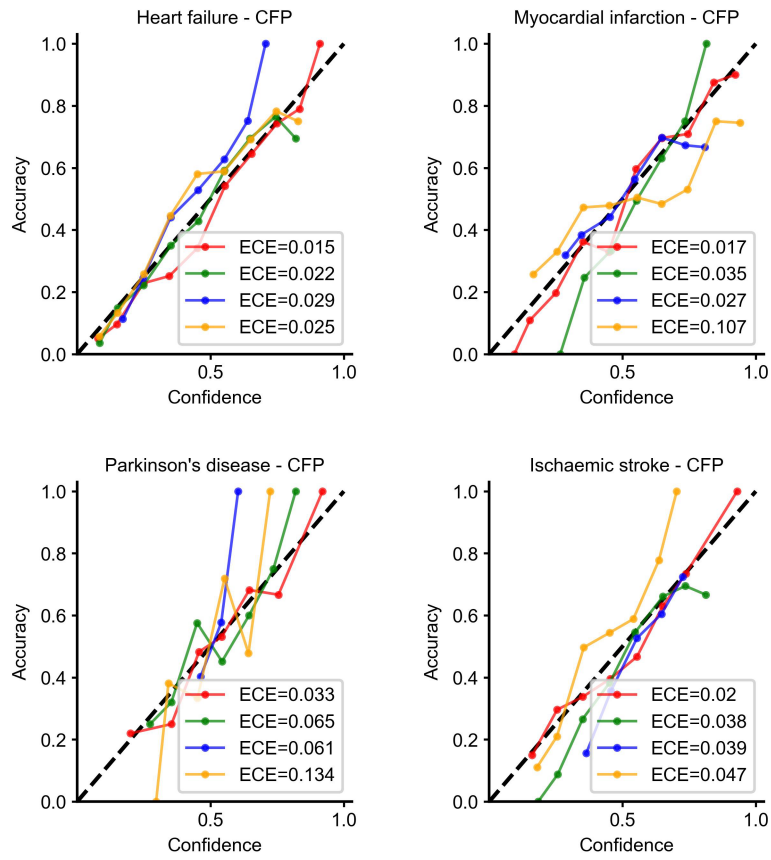 Heart failure - CFP
1.0
0.8
0.6
0.4
0.2
0.0
Accuracy
ECE=0.015
ECE=0.022
ECE=0.029
ECE=0.025
0.5
1.0
Confidence
Myocardial infarction - CFP
1.0
0.8
0.6
0.4
0.2
0.0
Accuracy
ECE=0.017
ECE=0.035
ECE=0.027
ECE=0.107
0.5
1.0
Confidence
Parkinson's disease - CFP
1.0
0.8
0.6
0.4
0.2
0.0
Accuracy
ECE=0.033
ECE=0.065
ECE=0.061
ECE=0.134
0.5
1.0
Confidence
Ischaemic stroke - CFP
1.0
0.8
0.6
0.4
0.2
0.0
Accuracy
ECE=0.02
ECE=0.038
ECE=0.039
ECE=0.047
0.5
1.0
Confidence